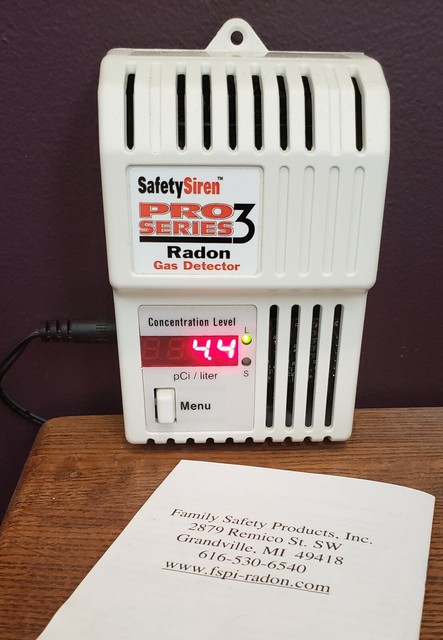 SafetySiren™
PRO
SERIES 3
Radon
Gas Detector
Concentration Level
L
4.4
S
pCi / liter
Menu
Family Safety Products, Inc.
2879 Remico St. SW
Grandville, MI 49418
616-530-6540
www.fspi-radon.com